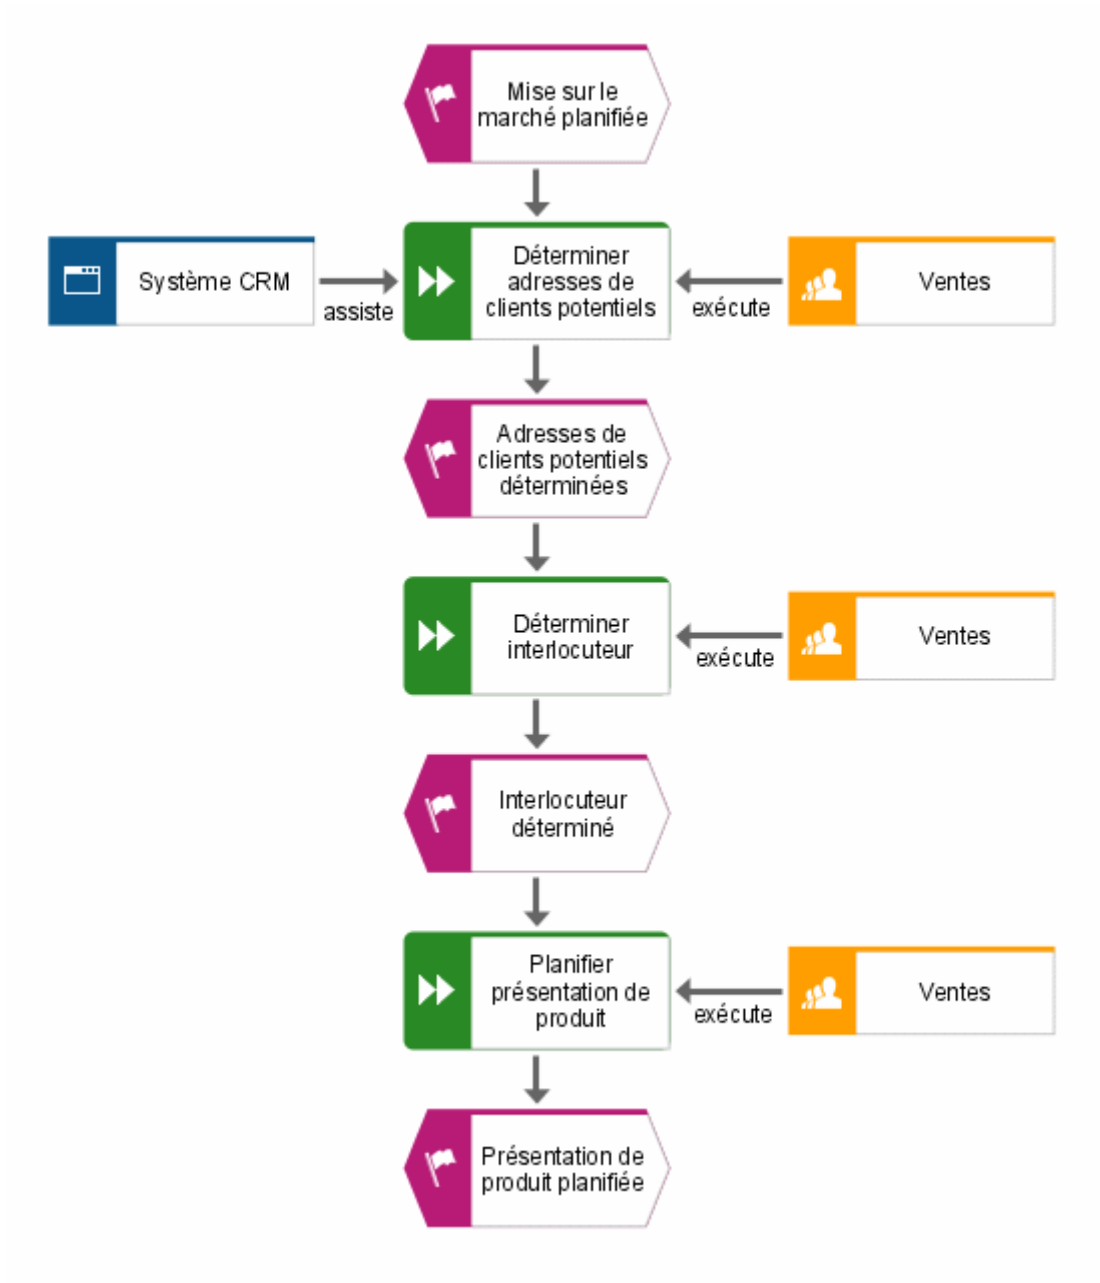 Mise sur le
marché planifiée
Système CRM
assiste
Déterminer
adresses de
clients potentiels
exécute
Ventes
Adresses de
clients potentiels
déterminées
Déterminer
interlocuteur
exécute
Ventes
Interlocuteur
déterminé
Planifier
présentation de
produit
exécute
Ventes
Présentation de
produit planifiée